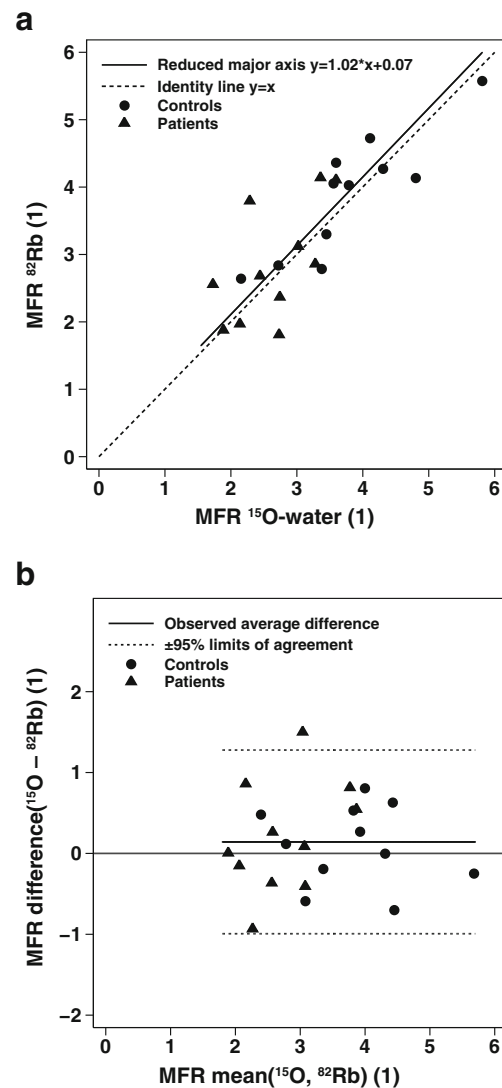 a
Reduced major axis y=1.02*x+0.07
Identity line y=x
Controls
Patients
6
5
4
3
2
1
0
MFR ⁸²Rb (1)
0 1 2 3 4 5 6
MFR ¹⁵O-water (1)
b
Observed average difference
±95% limits of agreement
Controls
Patients
2
1
0
−1
−2
MFR difference(¹⁵O − ⁸²Rb) (1)
0 1 2 3 4 5 6
MFR mean(¹⁵O, ⁸²Rb) (1)